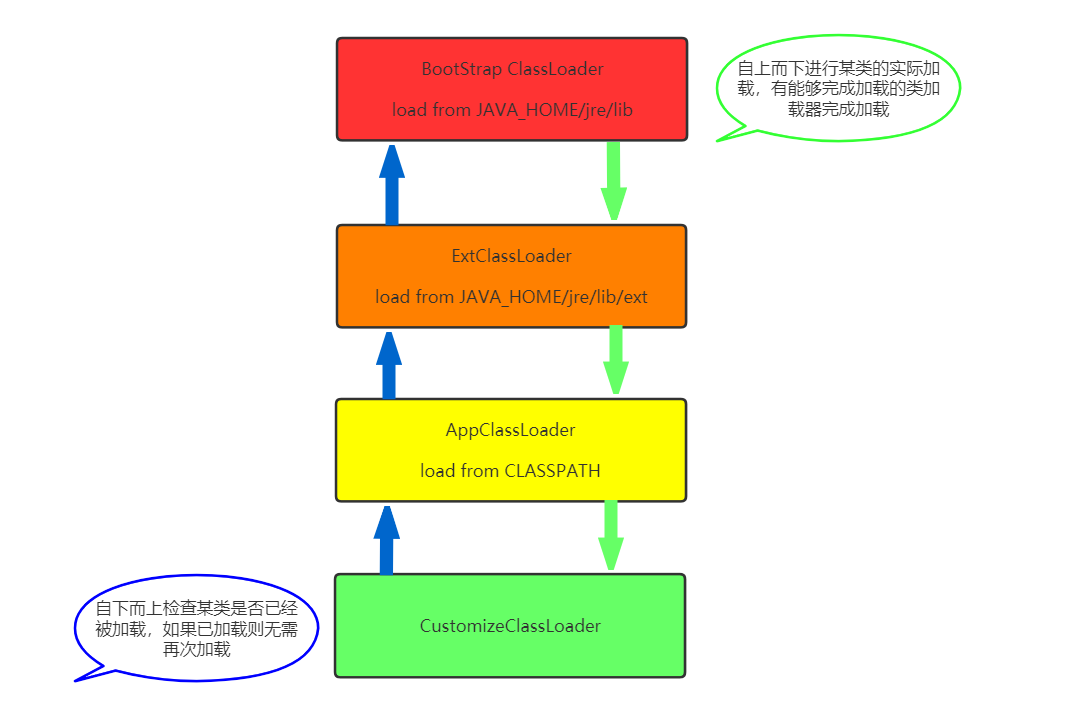 BootStrap ClassLoader
load from JAVA_HOME/jre/lib
自上而下进行某类的实际加
载，有能够完成加载的类加
载器完成加载
ExtClassLoader
load from JAVA_HOME/jre/lib/ext
AppClassLoader
load from CLASSPATH
自下而上检查某类是否已经
被加载，如果已加载则无需
再次加载
CustomizeClassLoader